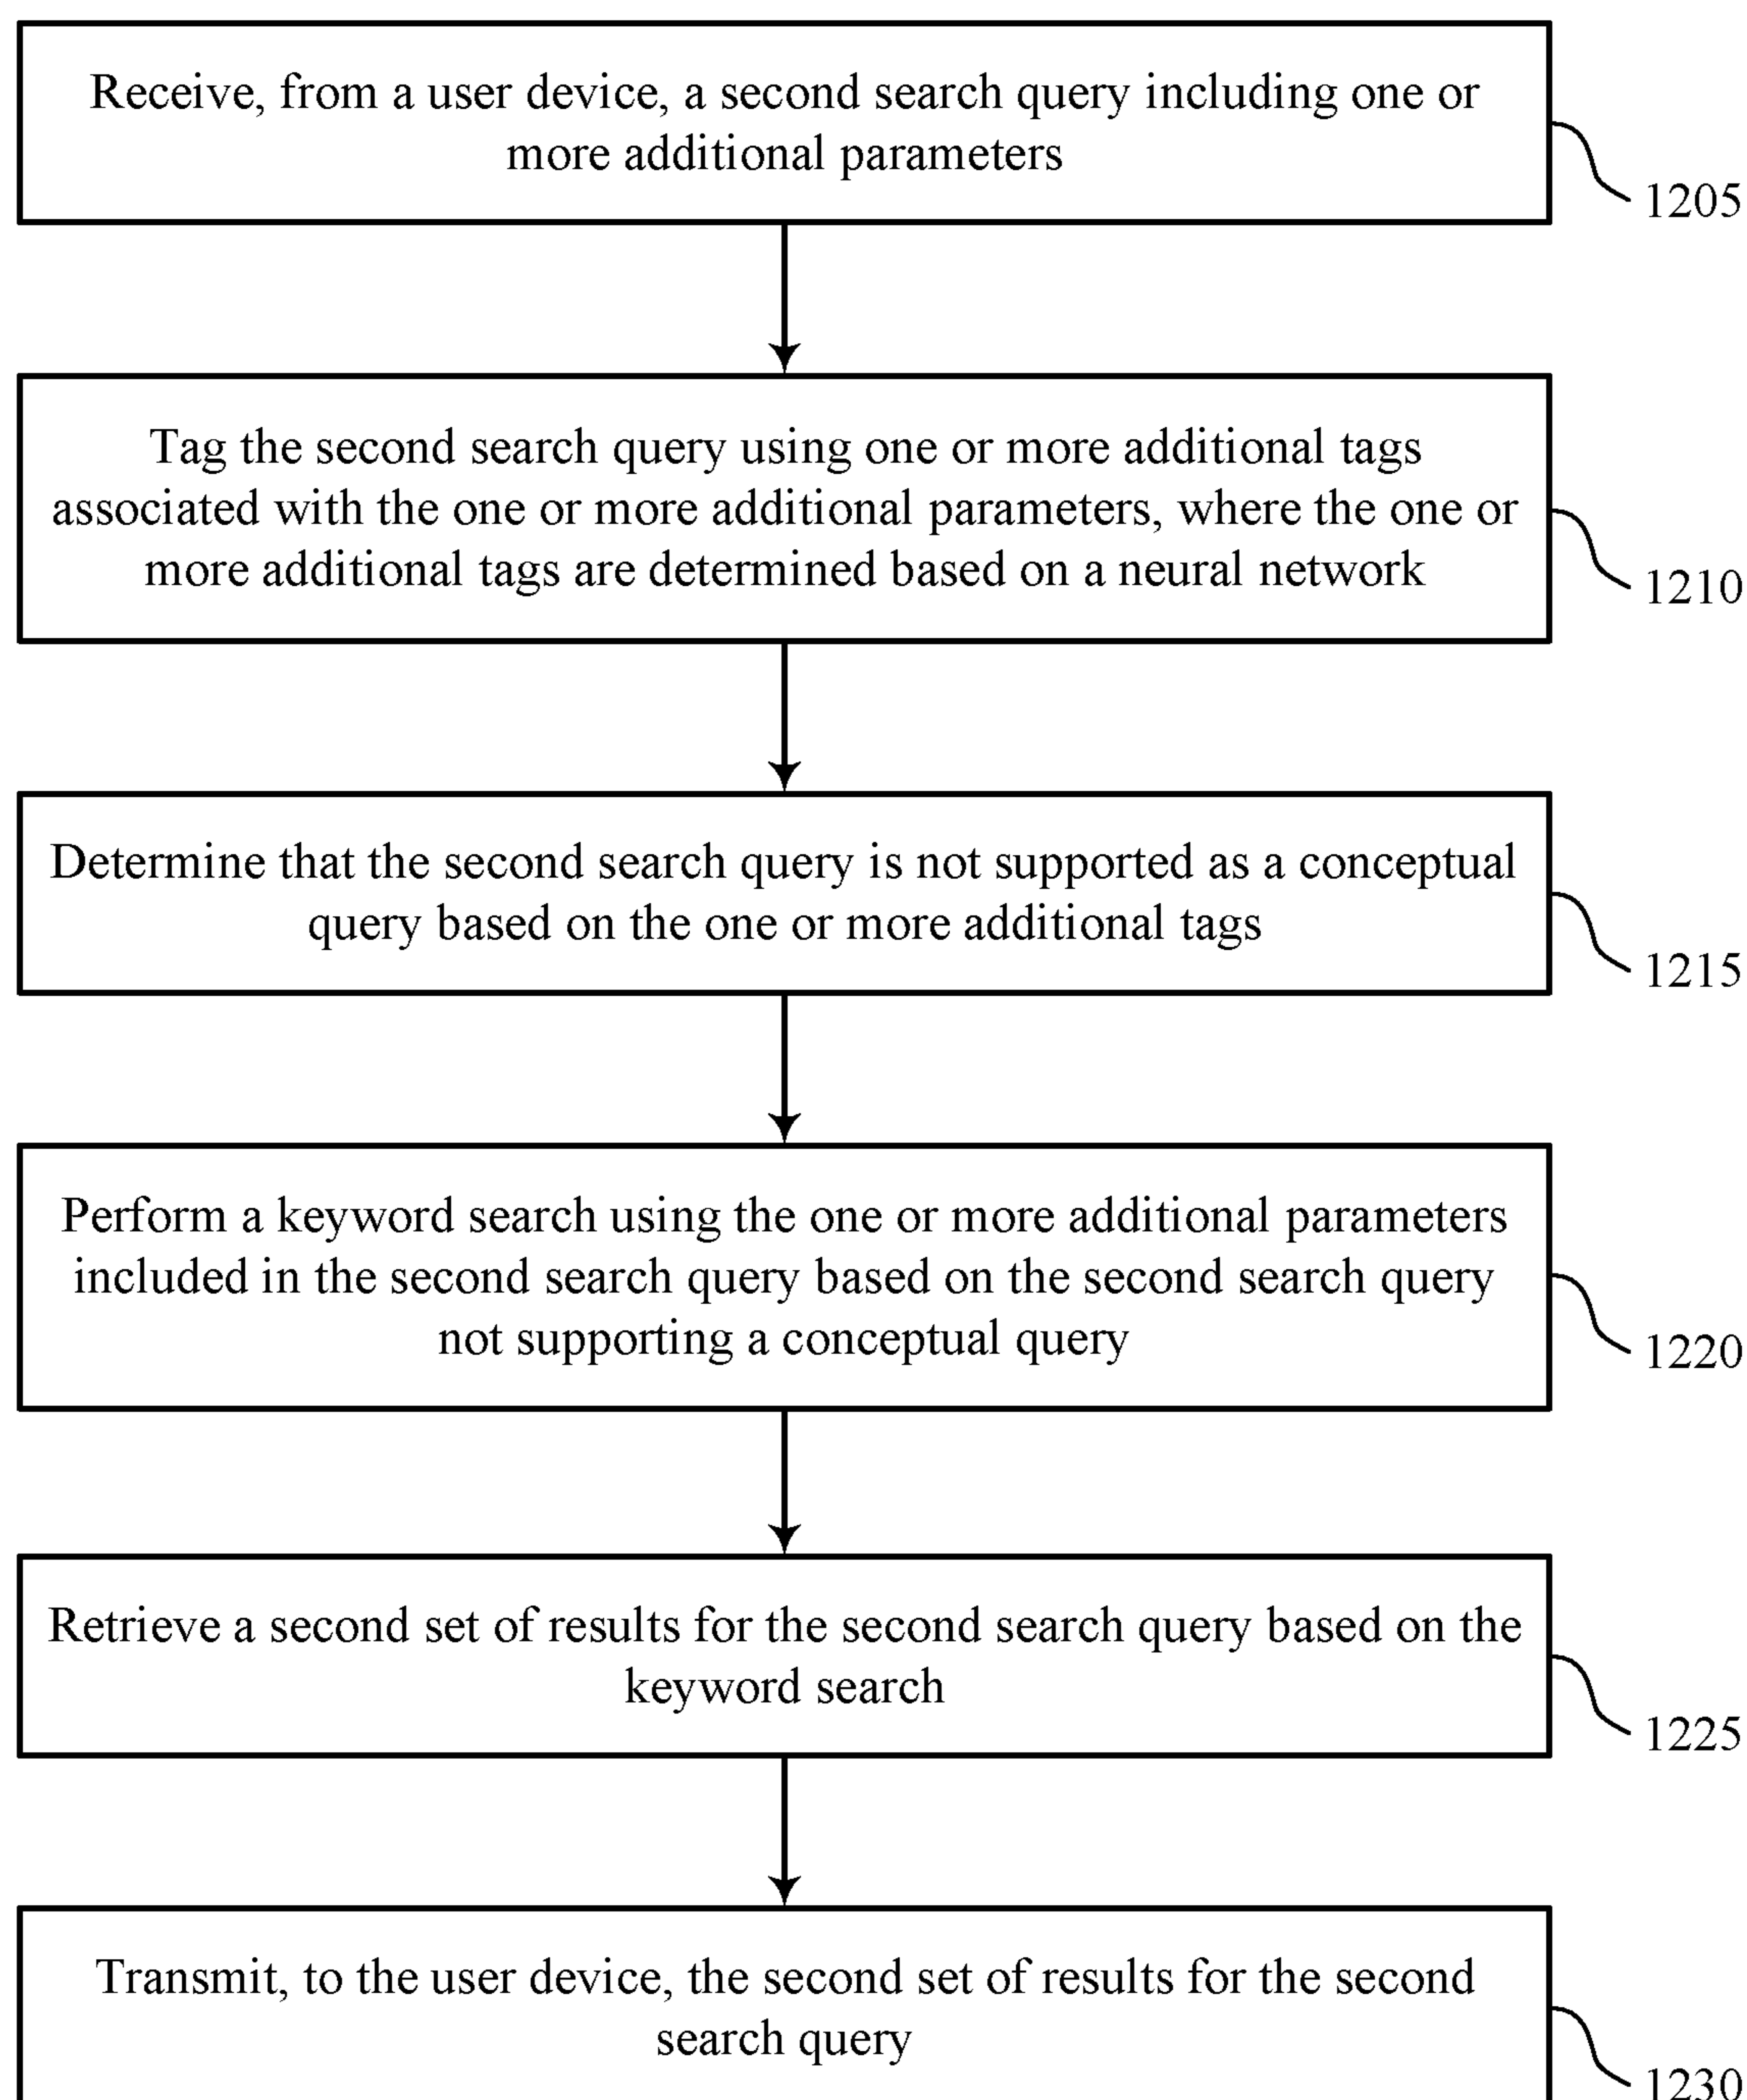 Receive, from a user device, a second search query including one or
more additional parameters
1205
Tag the second search query using one or more additional tags
associated with the one or more additional parameters, where the one or
more additional tags are determined based on a neural network
1210
Determine that the second search query is not supported as a conceptual
query based on the one or more additional tags
1215
Perform a keyword search using the one or more additional parameters
included in the second search query based on the second search query
not supporting a conceptual query
1220
Retrieve a second set of results for the second search query based on the
keyword search
1225
Transmit, to the user device, the second set of results for the second
search query
1230